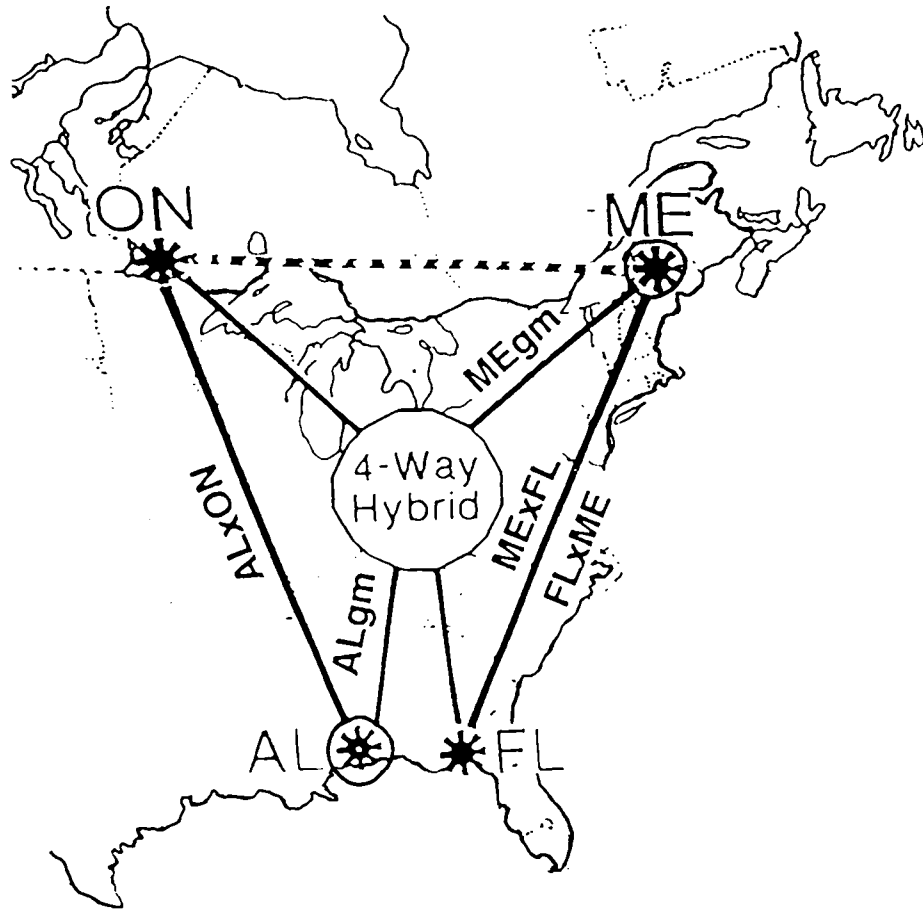 ON
ME
MEgm
4-Way
Hybrid
ALxON
MExFL
FLxME
ALgm
AL
FL